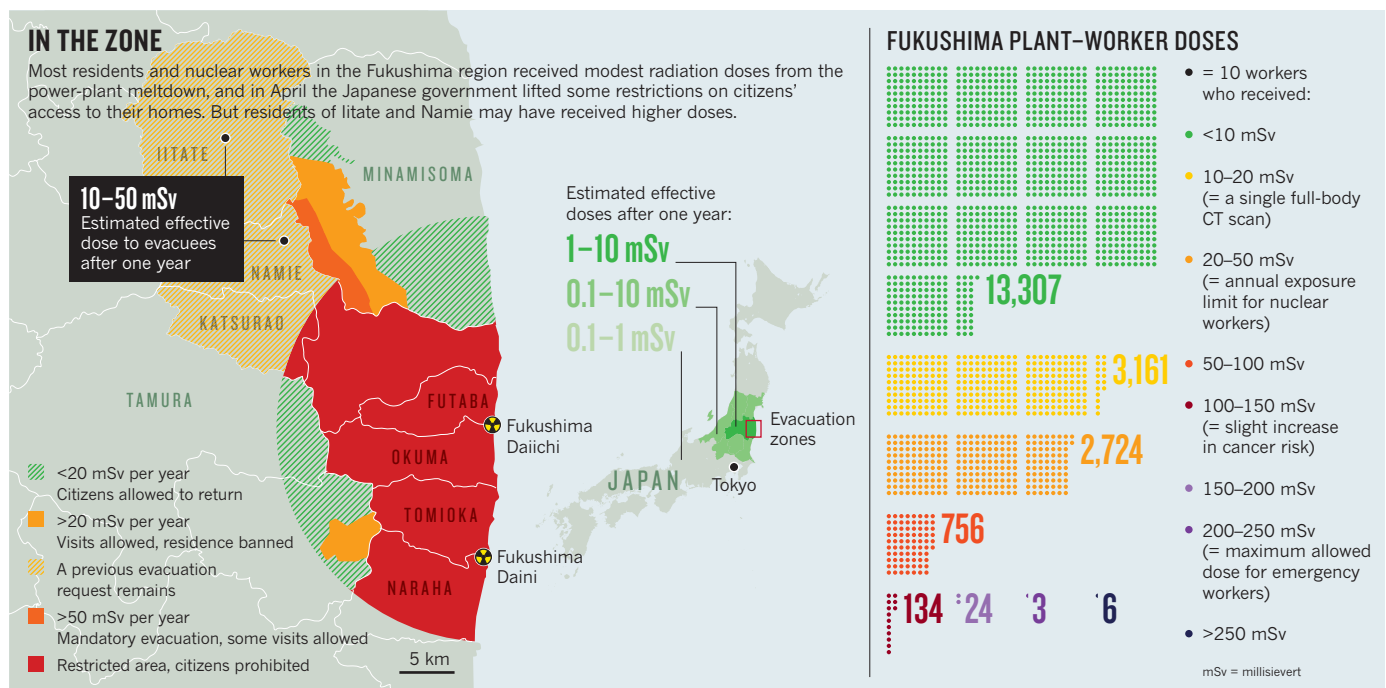 IN THE ZONE
Most residents and nuclear workers in the Fukushima region received modest radiation doses from the
power-plant meltdown, and in April the Japanese government lifted some restrictions on citizens’
access to their homes. But residents of Iitate and Namie may have received higher doses.
IITATE
MINAMISOMA
10–50 mSv
Estimated effective
dose to evacuees
after one year
NAMIE
KATSURAO
TAMURA
FUTABA
Fukushima
Daiichi
OKUMA
TOMIOKA
Fukushima
Daini
NARAHA
<20 mSv per year
Citizens allowed to return
>20 mSv per year
Visits allowed, residence banned
A previous evacuation
request remains
>50 mSv per year
Mandatory evacuation, some visits allowed
Restricted area, citizens prohibited
5 km
Estimated effective
doses after one year:
1–10 mSv
0.1–10 mSv
0.1–1 mSv
Evacuation
zones
JAPAN
Tokyo
FUKUSHIMA PLANT–WORKER DOSES
13,307
3,161
2,724
756
134
24
3
6
= 10 workers
who received:
<10 mSv
10–20 mSv
(= a single full-body
CT scan)
20–50 mSv
(= annual exposure
limit for nuclear
workers)
50–100 mSv
100–150 mSv
(= slight increase
in cancer risk)
150–200 mSv
200–250 mSv
(= maximum allowed
dose for emergency
workers)
>250 mSv
mSv = millisievert